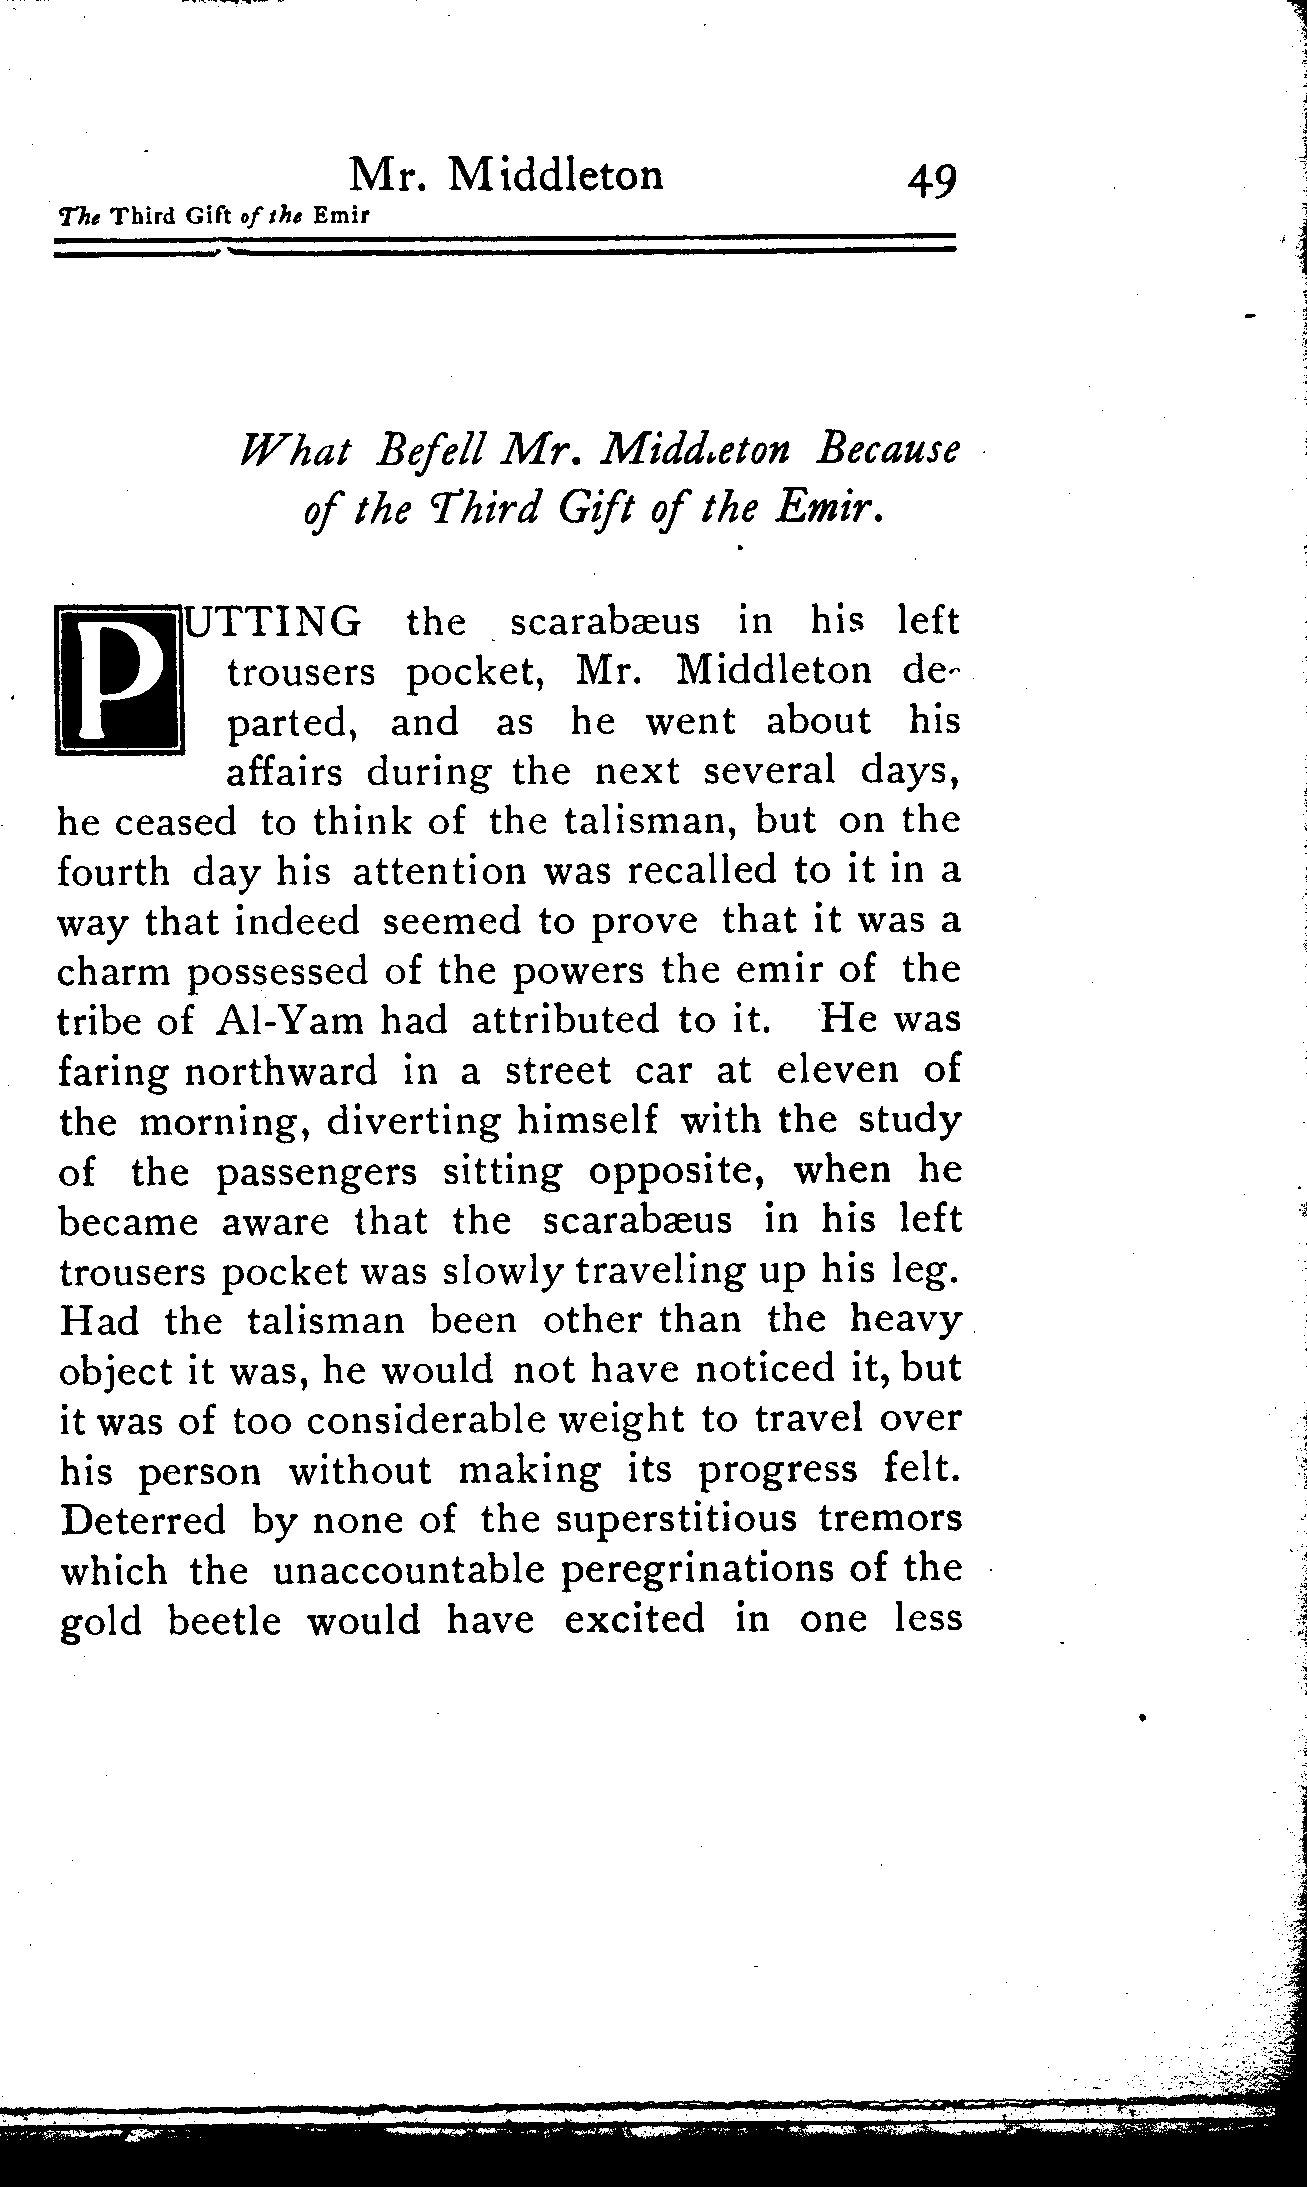 Mr. Middleton 49
The Third Gift of the Emir
What Befell Mr. Middleton Because
of the Third Gift of the Emir.
PUTTING the scarabæus in his left
trousers pocket, Mr. Middleton de-
parted, and as he went about his
affairs during the next several days,
he ceased to think of the talisman, but on the
fourth day his attention was recalled to it in a
way that indeed seemed to prove that it was a
charm possessed of the powers the emir of the
tribe of Al-Yam had attributed to it. He was
faring northward in a street car at eleven of
the morning, diverting himself with the study
of the passengers sitting opposite, when he
became aware that the scarabæus in his left
trousers pocket was slowly traveling up his leg.
Had the talisman been other than the heavy
object it was, he would not have noticed it, but
it was of too considerable weight to travel over
his person without making its progress felt.
Deterred by none of the superstitious tremors
which the unaccountable peregrinations of the
gold beetle would have excited in one less